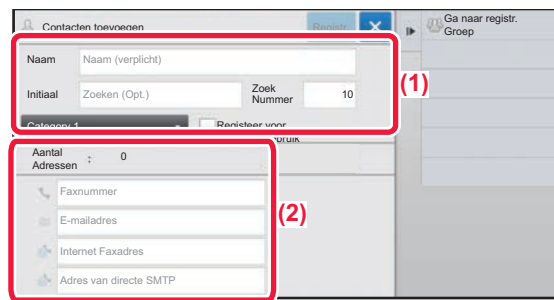 Contacten toevoegen
Registr.
Ga naar registr.
Groep
Naam
Naam (verplicht)
(1)
Initiaal
Zoeken (Opt.)
Zoek
Nummer
10
Category 1
Registeer voor
bruik
Aantal
Adressen
:
0
Faxnummer
(2)
E-mailadres
Internet Faxadres
Adres van directe SMTP